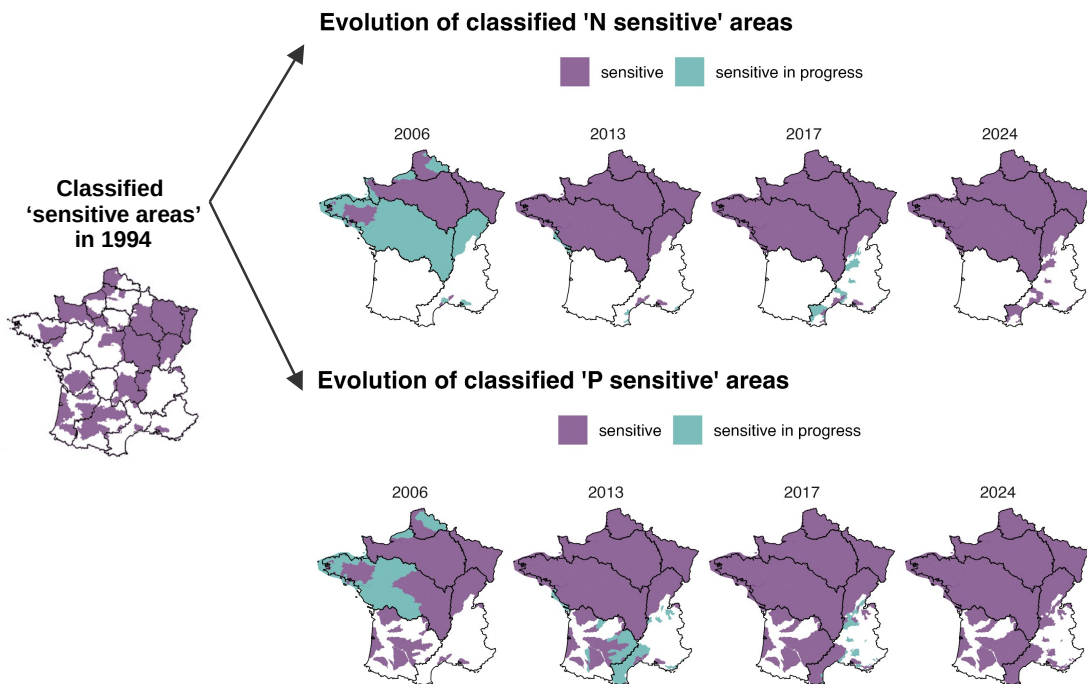 Evolution of classified 'N sensitive' areas
sensitive
sensitive in progress
2006
2013
2017
2024
Classified
‘sensitive areas’
in 1994
Evolution of classified 'P sensitive' areas
sensitive
sensitive in progress
2006
2013
2017
2024